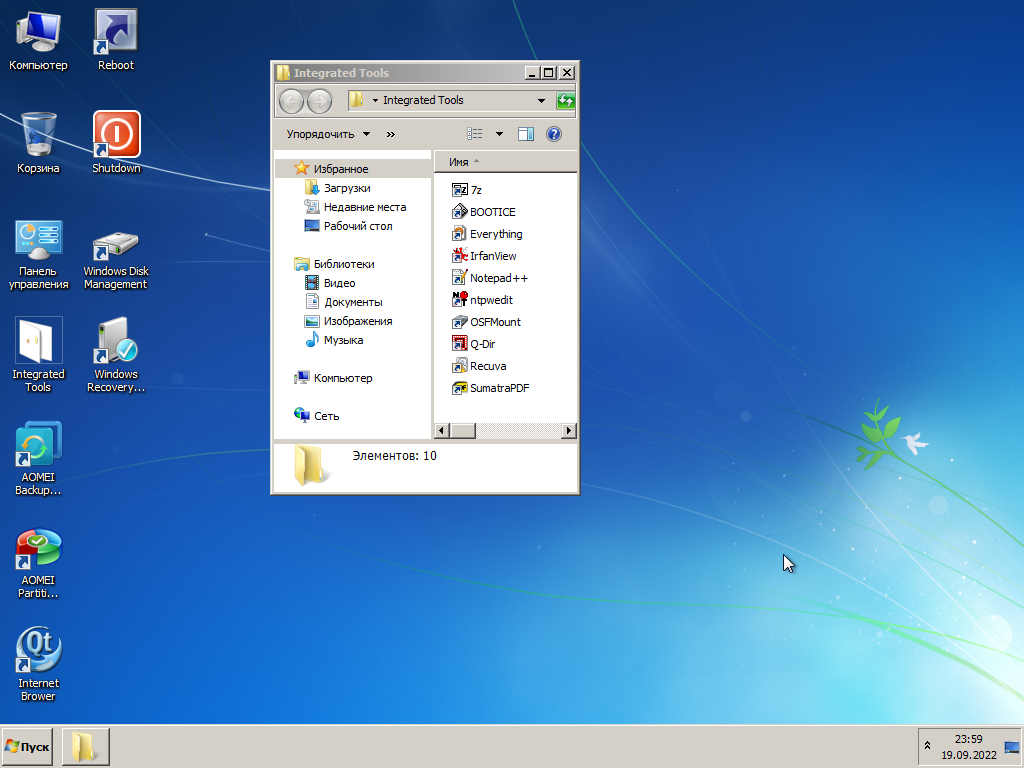 Компьютер
Reboot
Корзина
Shutdown
Панель
управления
Windows Disk
Management
Integrated
Tools
Windows
Recovery...
AOMEI
Backup...
AOMEI
Partiti...
Qt
Internet
Brower
Integrated Tools
Integrated Tools
Упорядочить
»
Имя
Избранное
Загрузки
Недавние места
Рабочий стол
Библиотеки
Видео
Документы
Изображения
Музыка
Компьютер
Сеть
7z
BOOTICE
Everything
IrfanView
Notepad++
ntpwedit
OSFMount
Q-Dir
Recuva
SumatraPDF
Элементов: 10
Пуск
23:59
19.09.2022